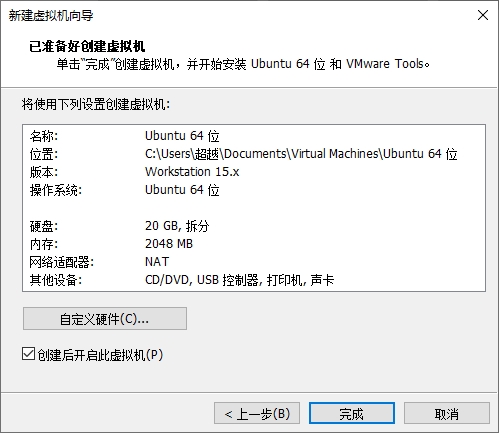 新建虚拟机向导
已准备好创建虚拟机
单击“完成”创建虚拟机，并开始安装 Ubuntu 64 位 和 VMware Tools。
将使用下列设置创建虚拟机:
名称: Ubuntu 64 位
位置: C:\Users\超越\Documents\Virtual Machines\Ubuntu 64 位
版本: Workstation 15.x
操作系统: Ubuntu 64 位
硬盘: 20 GB, 拆分
内存: 2048 MB
网络适配器: NAT
其他设备: CD/DVD, USB 控制器, 打印机, 声卡
自定义硬件(C)...
创建后开启此虚拟机(P)
< 上一步(B) 完成 取消